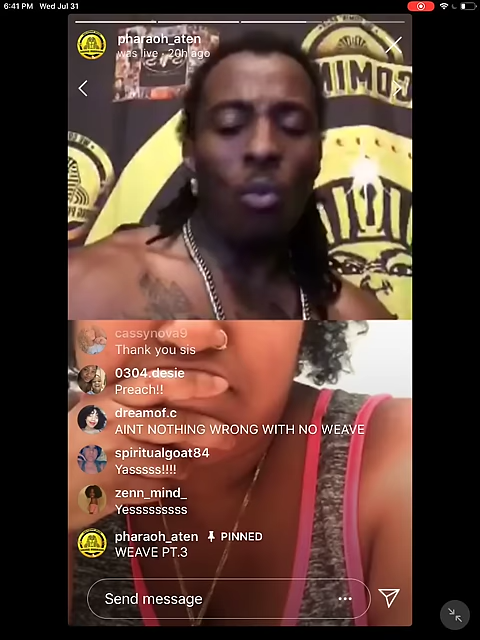 6:41 PM Wed Jul 31
pharaoh_aten
was live · 20h ago
cassynova9
Thank you sis
0304.desie
Preach!!
dreamof.c
AINT NOTHING WRONG WITH NO WEAVE
spiritualgoat84
Yasssss!!!!
zenn_mind_
Yesssssssss
pharaoh_aten PINNED
WEAVE PT.3
Send message